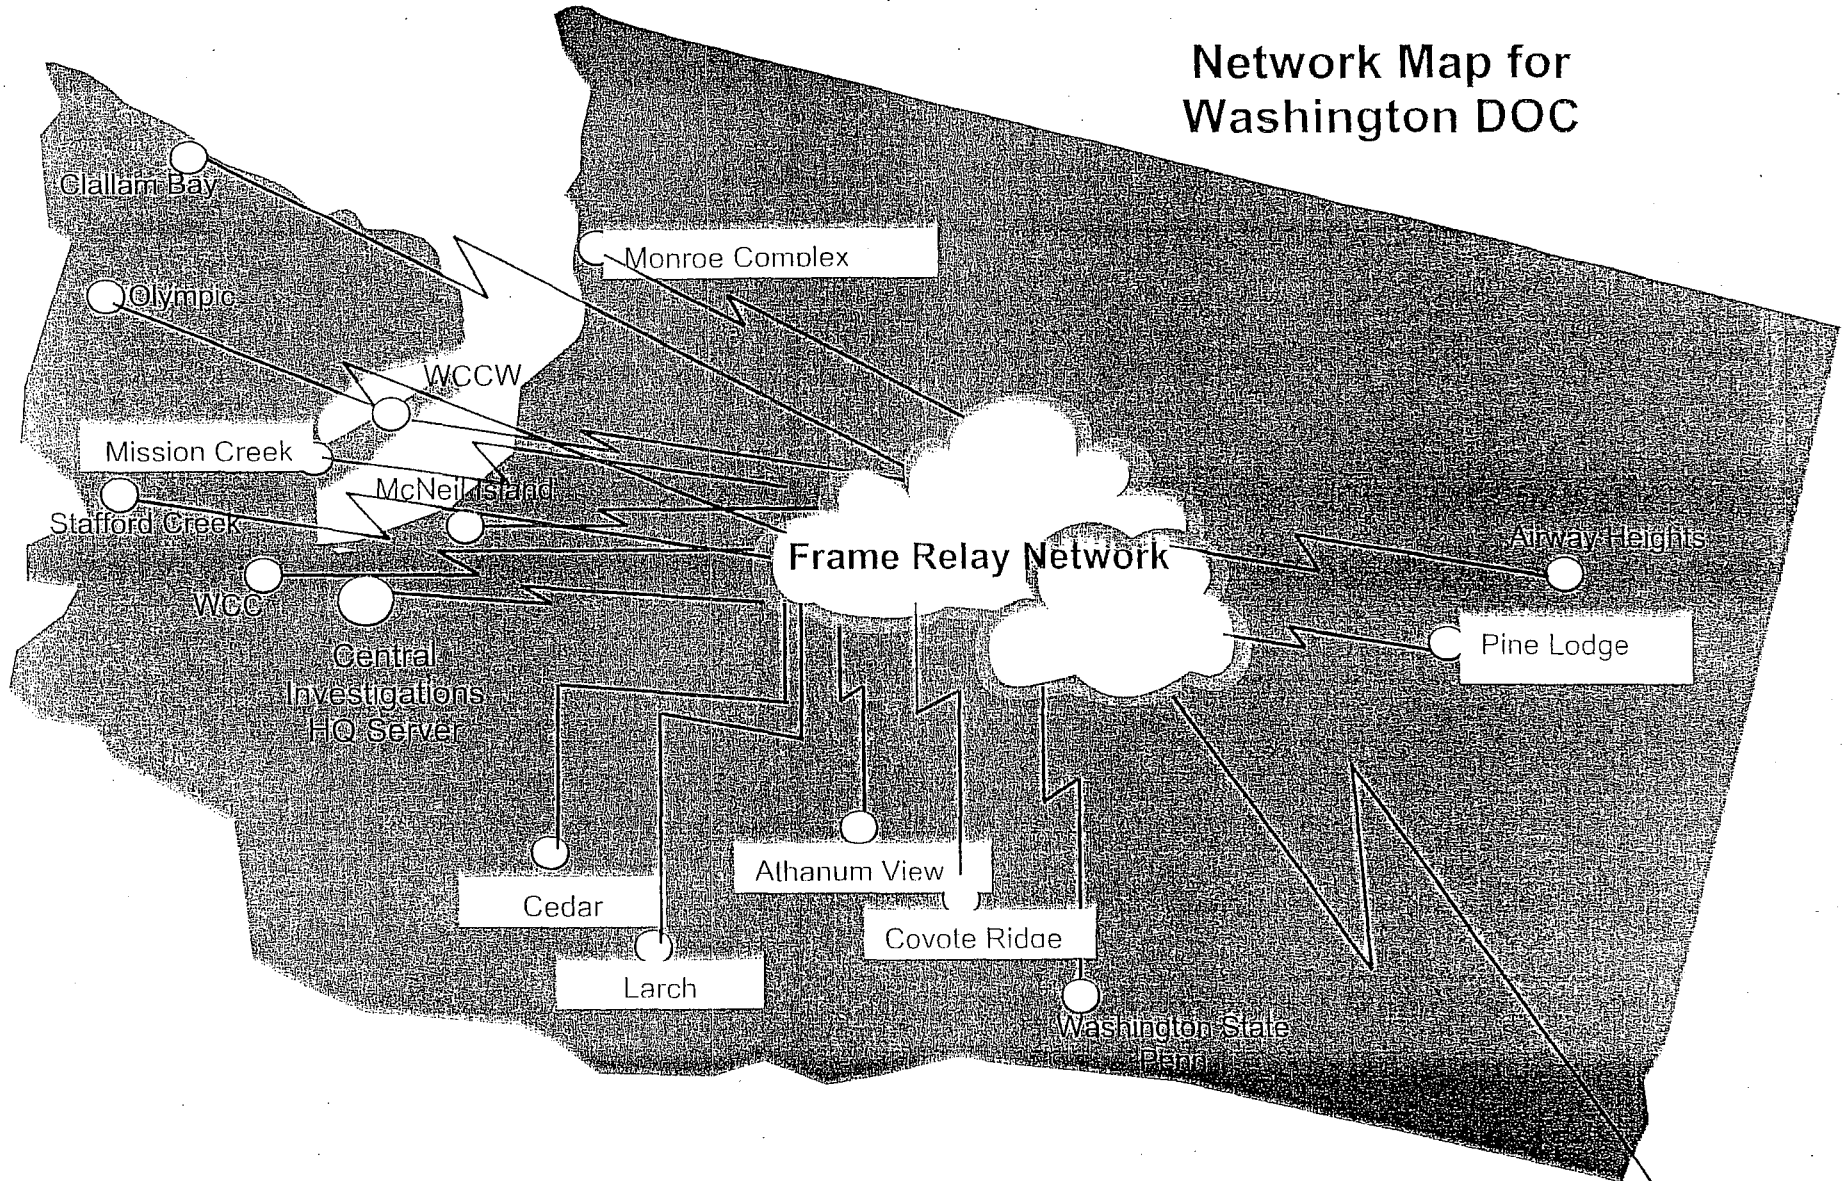 Network Map for
Washington DOC
Clallam Bay
Monroe Complex
Olympic
WCCW
Mission Creek
McNeil Island
Stafford Creek
Frame Relay Network
Airway Heights
WCC
Pine Lodge
Central
Investigations
HQ Server
Athanum View
Cedar
Coyote Ridge
Larch
Washington State
Penn